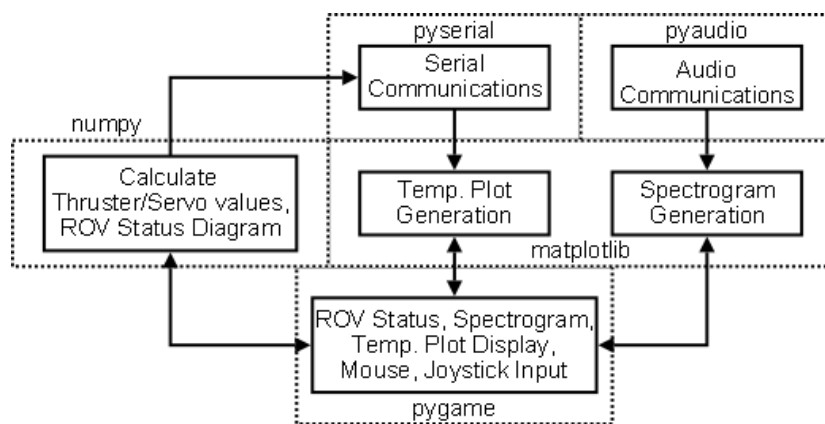 pyserial
pyaudio
Serial
Communications
Audio
Communications
numpy
Calculate
Thruster/Servo values,
ROV Status Diagram
Temp. Plot
Generation
Spectrogram
Generation
matplotlib
ROV Status, Spectrogram,
Temp. Plot Display,
Mouse, Joystick Input
pygame